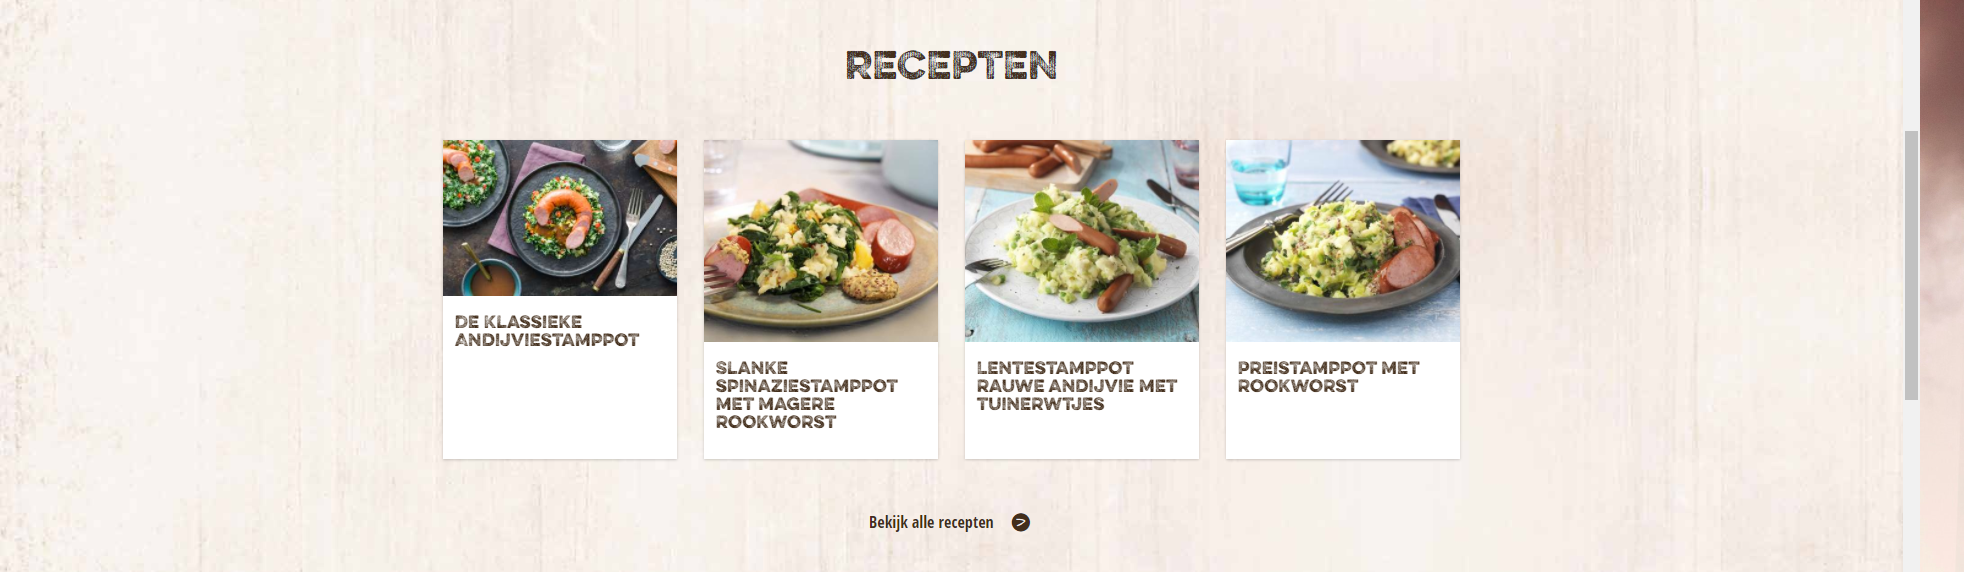 RECEPTEN
DE KLASSIEKE
ANDIJVIESTAMPPOT
SLANKE
SPINAZIESTAMPPOT
MET MAGERE
ROOKWORST
LENTESTAMPPOT
RAUWE ANDIJVIE MET
TUINERWTJES
PREISTAMPPOT MET
ROOKWORST
Bekijk alle recepten >